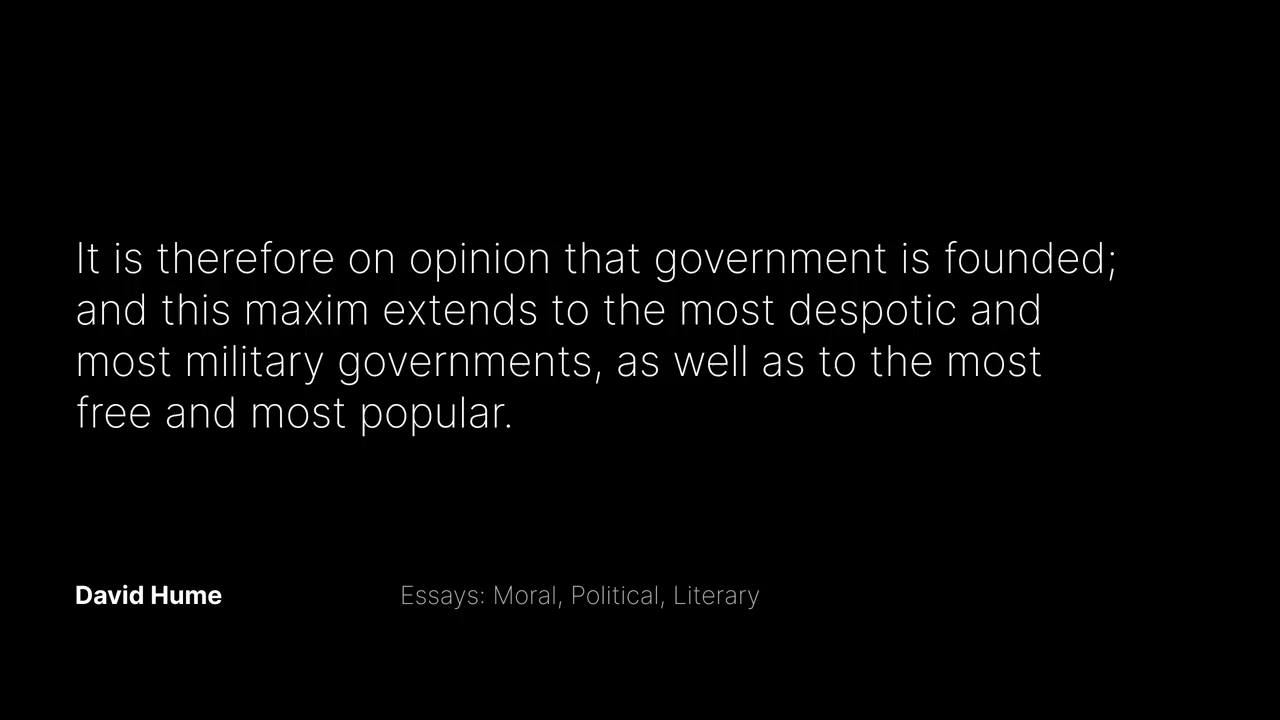 It is therefore on opinion that government is founded;
and this maxim extends to the most despotic and
most military governments, as well as to the most
free and most popular.
David Hume
Essays: Moral, Political, Literary